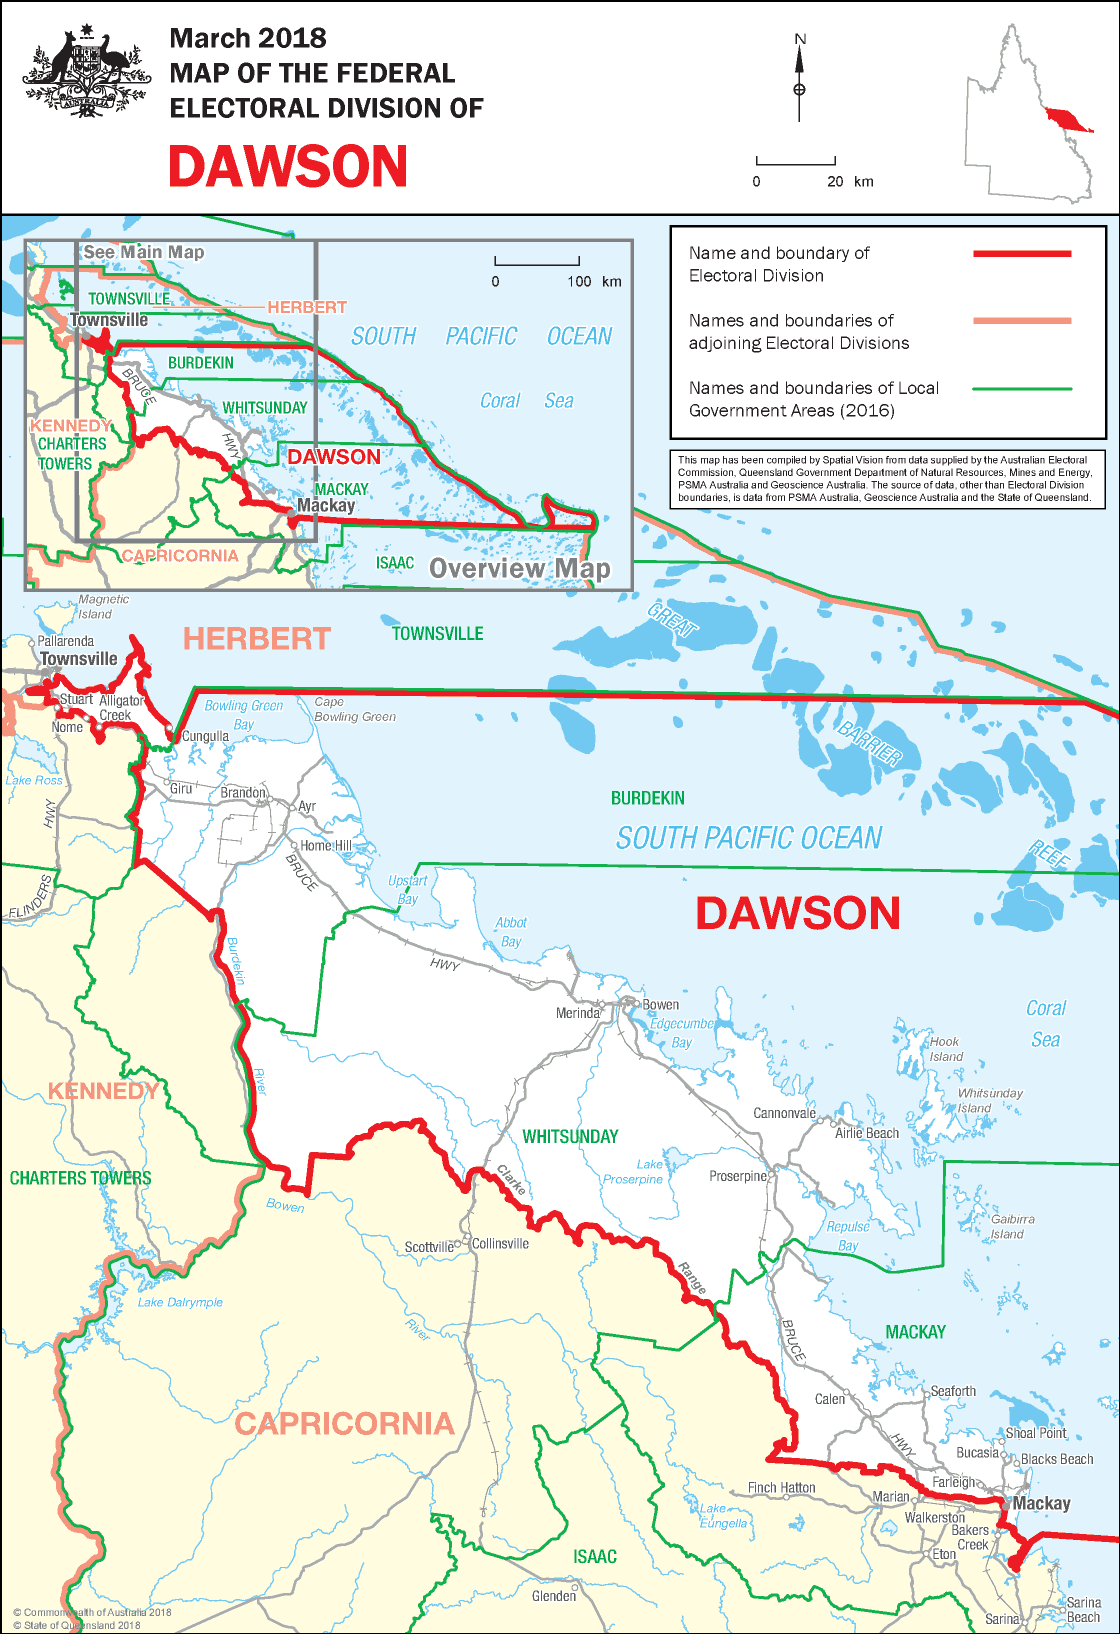 March 2018
MAP OF THE FEDERAL
ELECTORAL DIVISION OF
DAWSON
AUSTRALIA
N
0 20 km
See Main Map
0 100 km
TOWNSVILLE
HERBERT
Townsville
SOUTH PACIFIC OCEAN
BURDEKIN
BRUCE
Coral Sea
WHITSUNDAY
KENNEDY
HWY
CHARTERS
TOWERS
DAWSON
MACKAY
Mackay
CAPRICORNIA
ISAAC
Overview Map
Name and boundary of
Electoral Division
Names and boundaries of
adjoining Electoral Divisions
Names and boundaries of Local
Government Areas (2016)
This map has been compiled by Spatial Vision from data supplied by the Australian Electoral
Commission, Queensland Government Department of Natural Resources, Mines and Energy,
PSMA Australia and Geoscience Australia. The source of data, other than Electoral Division
boundaries, is data from PSMA Australia, Geoscience Australia and the State of Queensland.
Magnetic
Island
Pallarenda
Townsville
HERBERT
TOWNSVILLE
GREAT
Stuart
Alligator
Creek
Nome
Cungulla
Bowling Green
Bay
Cape
Bowling Green
BARRIER
Lake Ross
HWY
Giru
Brandon
Ayr
Home Hill
BURDEKIN
SOUTH PACIFIC OCEAN
REEF
FLINDERS
BRUCE
Upstart
Bay
Abbot
Bay
DAWSON
Burdekin
HWY
Merinda
Bowen
Edgecumbe
Bay
Coral
Sea
Hook
Island
River
KENNEDY
Whitsunday
Island
Cannonvale
Airlie Beach
WHITSUNDAY
CHARTERS TOWERS
Clarke
Lake
Proserpine
Proserpine
Bowen
Repulse
Bay
Gaibirra
Island
Scottville
Collinsville
Range
Lake Dalrymple
River
BRUCE
MACKAY
CAPRICORNIA
Calen
Seaforth
HWY
Shoal Point
Bucasia
Blacks Beach
Finch Hatton
Farleigh
Marian
Mackay
Lake
Eungella
Walkerston
Bakers
Creek
Eton
ISAAC
Glenden
Sarina
Sarina
Beach
© Commonwealth of Australia 2018
© State of Queensland 2018